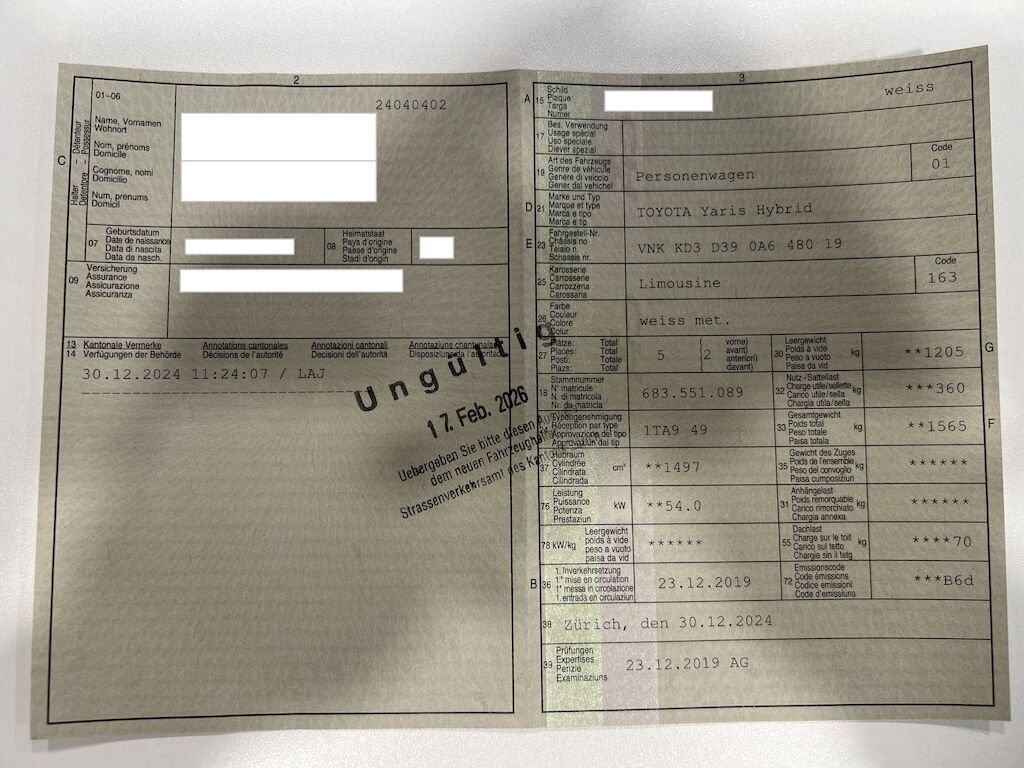 2
01–06
24040402
C
Halter Détenteur
Detentore Possessur
Name, Vornamen
Wohnort
Nom, prénoms
Domicile
Cognome, nomi
Domicilio
Num, prenums
Domicil
07
Geburtsdatum
Date de naissance
Data di nascita
Data da nasch.
08
Heimatstaat
Pays d'origine
Paese d'origine
Stadi d'origin
09
Versicherung
Assurance
Assicurazione
Assicuranza
13 Kantonale Vermerke Annotations cantonales Annotazioni cantonali Annotaziuns chantunalas
14 Verfügungen der Behörde Décisions de l'autorité Decisioni dell'autorità Disposiziuns da l'autoritad
30.12.2024 11:24:07 / LAJ
Ungültig
17. Feb. 2026
Uebergeben Sie bitte diesen
dem neuen Fahrzeughalter
Strassenverkehrsamt des
3
A 15
Schild
Plaque
Targa
Numer
weiss
17
Bes. Verwendung
Usage spécial
Uso speciale
Diever spezial
19
Art des Fahrzeugs
Genre de véhicule
Genere di veicolo
Gener dal vehichel
Personenwagen
Code
01
D 21
Marke und Typ
Marque et type
Marca e tipo
Marca e tip
TOYOTA Yaris Hybrid
E 23
Fahrgestell-Nr.
Châssis no
Telaio n.
Schassis nr.
VNK KD3 D39 0A6 480 19
25
Karosserie
Carrosserie
Carrozzeria
Carossaria
Limousine
Code
163
26
Farbe
Couleur
Colore
Colur
weiss met.
27
Plätze: Total
Places: Total
Posti: Totale
Plazs: Total
5 (2
vorne)
avant)
anteriori)
davant)
30
Leergewicht
Poids à vide
Peso a vuoto
Paisa da vid
kg
**1205
G
18
Stammnummer
N° matricule
N. di matricola
Nr. da matricla
683.551.089
32
Nutz-/Sattellast
Charge utile/sellette
Carico utile/sella
Chargia utila/sella
kg
***360
Typengenehmigung
Réception par type
Approvazione del tipo
Approvaziun dal tip
1TA9 49
33
Gesamtgewicht
Poids total
Peso totale
Paisa totala
kg
**1565
F
37
Hubraum
Cylindrée
Cilindrata
Cilindrada
cm³
**1497
35
Gewicht des Zuges
Poids de l'ensemble
Peso del convoglio
Paisa cumposiziun
kg
******
76
Leistung
Puissance
Potenza
Prestaziun
kW
**54.0
31
Anhängelast
Poids remorquable
Carico rimorchiato
Chargia annexa
kg
******
78 kW/kg
Leergewicht
poids à vide
peso a vuoto
paisa da vid
******
55
Dachlast
Charge sur le toit
Carico sul tetto
Chargia sin il tetg
kg
****70
B 36
1. Inverkehrsetzung
1re mise en circulation
1a messa in circolazione
1. entrada en circulaziun
23.12.2019
72
Emissionscode
Code émissions
Codice emissioni
Code d'emissiuns
***B6d
38
Zürich, den 30.12.2024
39
Prüfungen
Expertises
Perizie
Examinaziuns
23.12.2019 AG